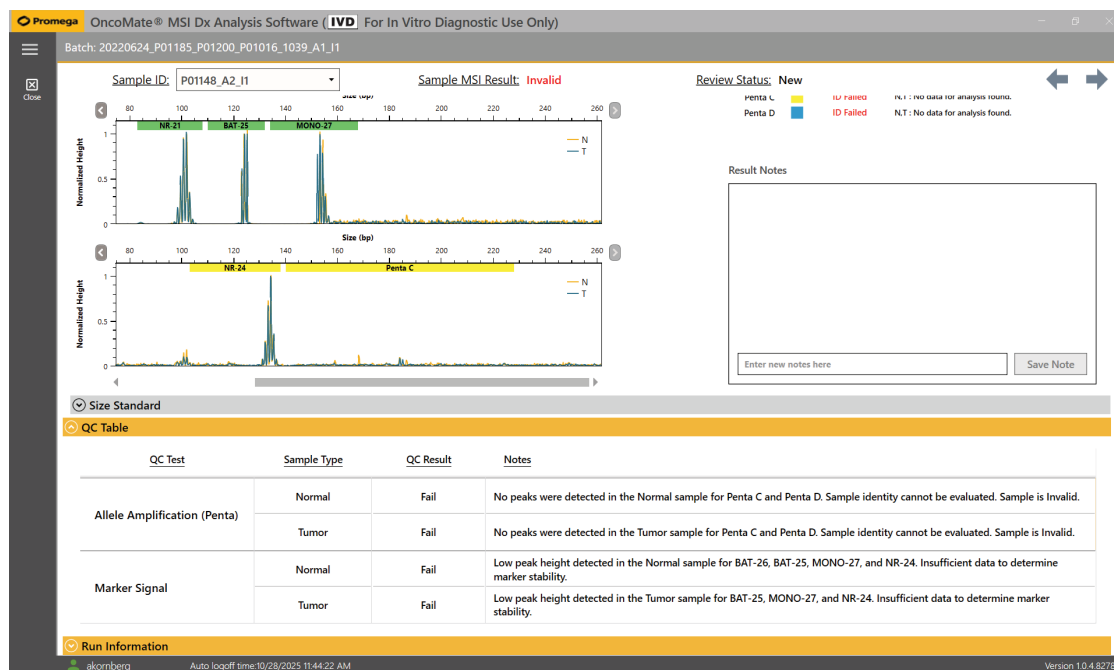 Promega OncoMate® MSI Dx Analysis Software ( IVD For In Vitro Diagnostic Use Only)
Batch: 20220624_P01185_P01200_P01016_1039_A1_I1
Close
Sample ID: P01148_A2_I1 Sample MSI Result: Invalid Review Status: New
Size (bp)
80 100 120 140 160 180 200 220 240 260
NR-21 BAT-25 MONO-27
Normalized Height
1
0.5
0
N
T
Penta C ID Failed N,T : No data for analysis found.
Penta D ID Failed N,T : No data for analysis found.
Size (bp)
80 100 120 140 160 180 200 220 240 260
NR-24 Penta C
Normalized Height
1
0.5
0
N
T
Result Notes
Enter new notes here Save Note
Size Standard
QC Table
QC Test Sample Type QC Result Notes
Allele Amplification (Penta)
Normal Fail No peaks were detected in the Normal sample for Penta C and Penta D. Sample identity cannot be evaluated. Sample is Invalid.
Tumor Fail No peaks were detected in the Tumor sample for Penta C and Penta D. Sample identity cannot be evaluated. Sample is Invalid.
Marker Signal
Normal Fail Low peak height detected in the Normal sample for BAT-26, BAT-25, MONO-27, and NR-24. Insufficient data to determine
marker stability.
Tumor Fail Low peak height detected in the Tumor sample for BAT-25, MONO-27, and NR-24. Insufficient data to determine marker
stability.
Run Information
akornberg Auto logoff time:10/28/2025 11:44:22 AM Version 1.0.4.8278